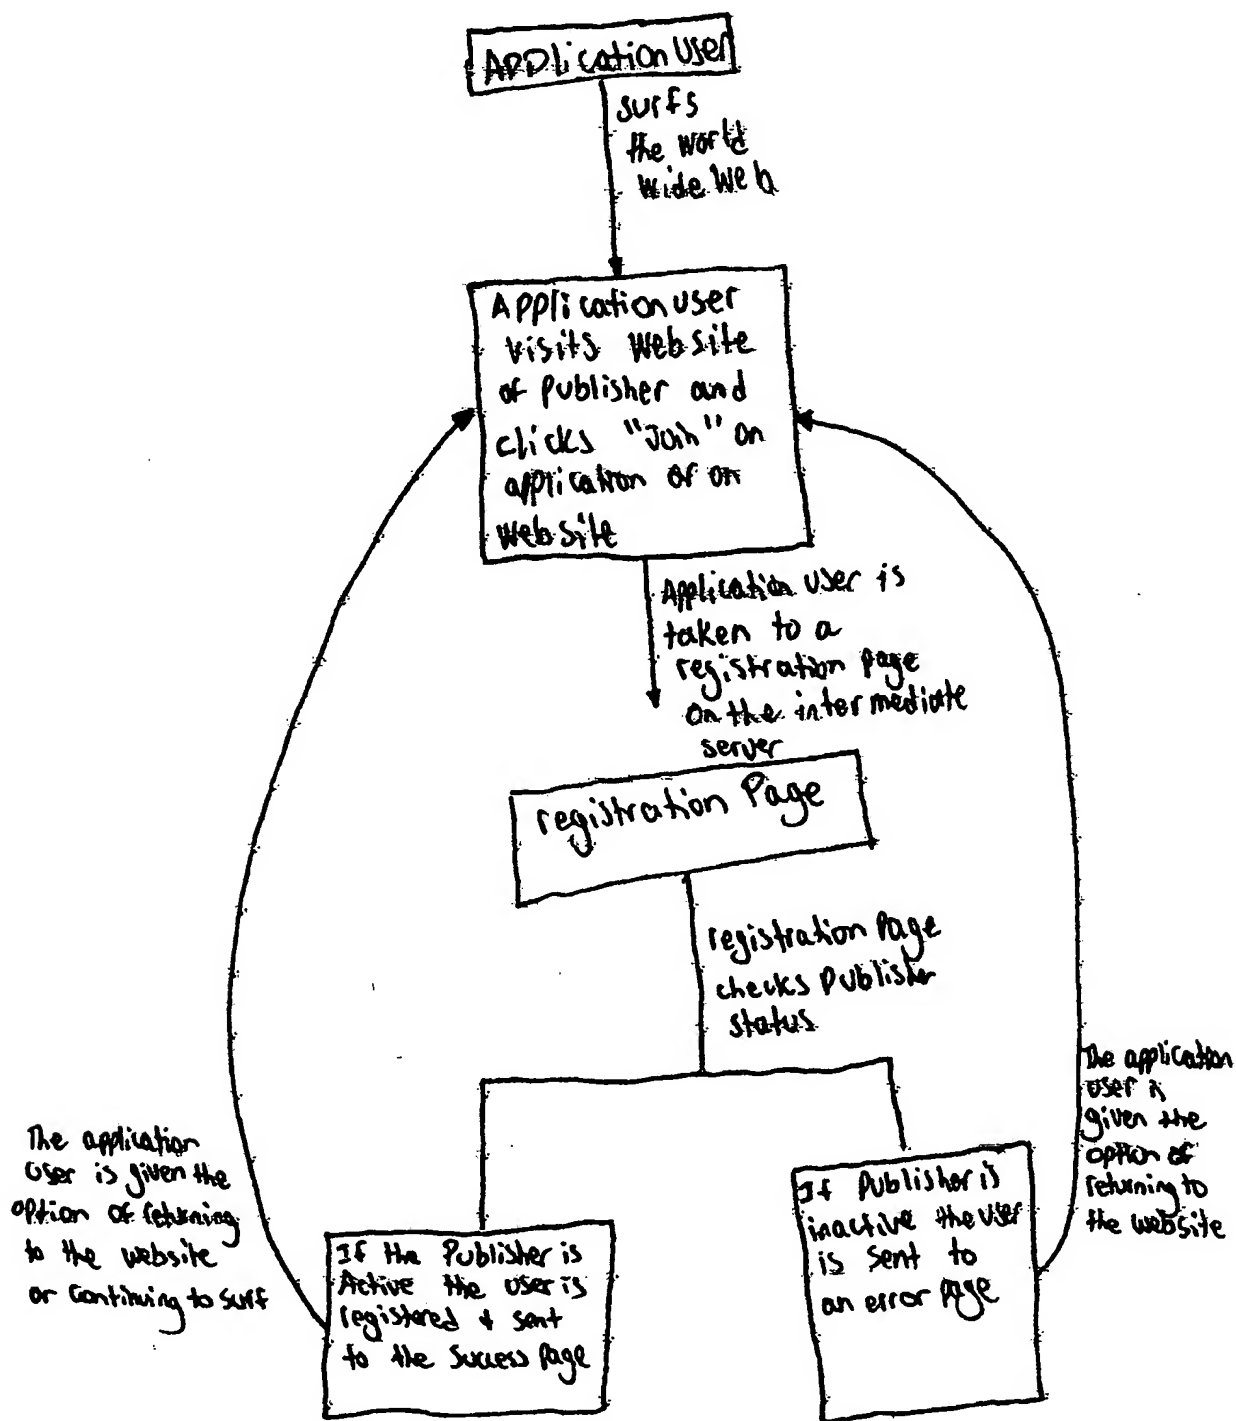 Application User
surfs
the World
Wide Web
Application user
visits Website
of Publisher and
clicks "Join" on
application or on
Website
Application User is
taken to a
registration Page
on the intermediate
server
registration Page
registration Page
checks Publisher
status
The application
user is given the
option of returning
to the website
or continuing to surf
If the Publisher is
Active the user is
registered & sent
to the Success Page
If Publisher is
inactive the user
is sent to
an error Page
The application
user is
given the
option of
returning to
the website